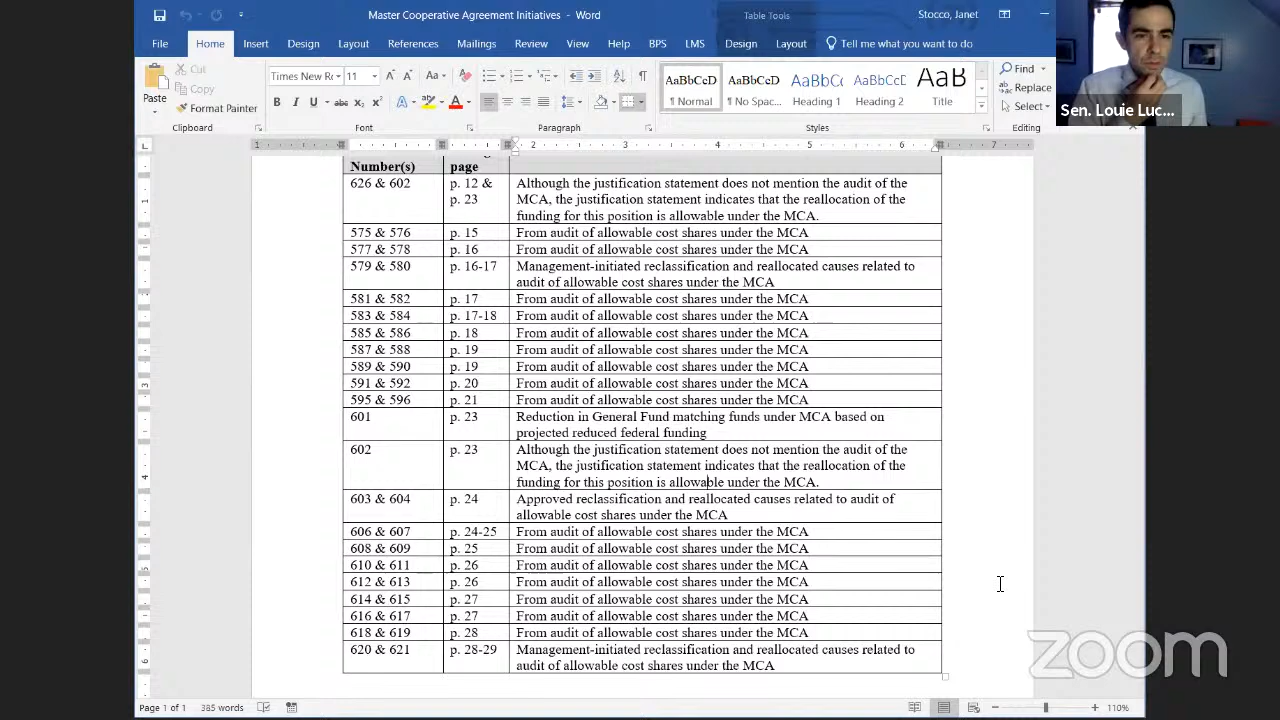 Master Cooperative Agreement Initiatives - Word
Table Tools
Stocco, Janet
File Home Insert Design Layout References Mailings Review View Help BPS LMS Design Layout Tell me what you want to do
Paste
Cut
Copy
Format Painter
Clipboard
Times New Ro 11
Font
Paragraph
AaBbCcD AaBbCcD AaBbC AaBbCcD AaB
¶ Normal ¶ No Spac... Heading 1 Heading 2 Title
Styles
Find
Replace
Select
Editing
Sen. Louie Luc...
Number(s) page
626 & 602 p. 12 & p. 23 Although the justification statement does not mention the audit of the
MCA, the justification statement indicates that the reallocation of the
funding for this position is allowable under the MCA.
575 & 576 p. 15 From audit of allowable cost shares under the MCA
577 & 578 p. 16 From audit of allowable cost shares under the MCA
579 & 580 p. 16-17 Management-initiated reclassification and reallocated causes related to
audit of allowable cost shares under the MCA
581 & 582 p. 17 From audit of allowable cost shares under the MCA
583 & 584 p. 17-18 From audit of allowable cost shares under the MCA
585 & 586 p. 18 From audit of allowable cost shares under the MCA
587 & 588 p. 19 From audit of allowable cost shares under the MCA
589 & 590 p. 19 From audit of allowable cost shares under the MCA
591 & 592 p. 20 From audit of allowable cost shares under the MCA
595 & 596 p. 21 From audit of allowable cost shares under the MCA
601 p. 23 Reduction in General Fund matching funds under MCA based on
projected reduced federal funding
602 p. 23 Although the justification statement does not mention the audit of the
MCA, the justification statement indicates that the reallocation of the
funding for this position is allowable under the MCA.
603 & 604 p. 24 Approved reclassification and reallocated causes related to audit of
allowable cost shares under the MCA
606 & 607 p. 24-25 From audit of allowable cost shares under the MCA
608 & 609 p. 25 From audit of allowable cost shares under the MCA
610 & 611 p. 26 From audit of allowable cost shares under the MCA
612 & 613 p. 26 From audit of allowable cost shares under the MCA
614 & 615 p. 27 From audit of allowable cost shares under the MCA
616 & 617 p. 27 From audit of allowable cost shares under the MCA
618 & 619 p. 28 From audit of allowable cost shares under the MCA
620 & 621 p. 28-29 Management-initiated reclassification and reallocated causes related to
audit of allowable cost shares under the MCA
zoom
Page 1 of 1 385 words 110%